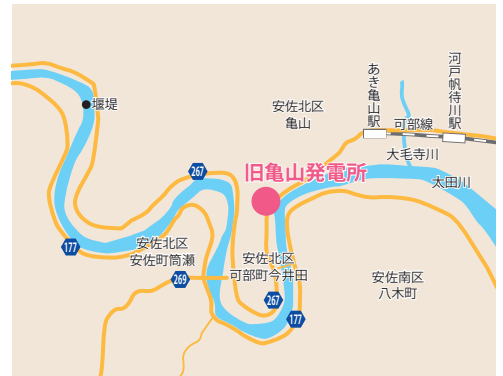 堰堤
安佐北区
亀山
あき亀山駅
河戸帆待川駅
可部線
大毛寺川
太田川
旧亀山発電所
267
177
安佐北区
安佐町筒瀬
269
安佐北区
可部町今井田
267
177
安佐南区
八木町